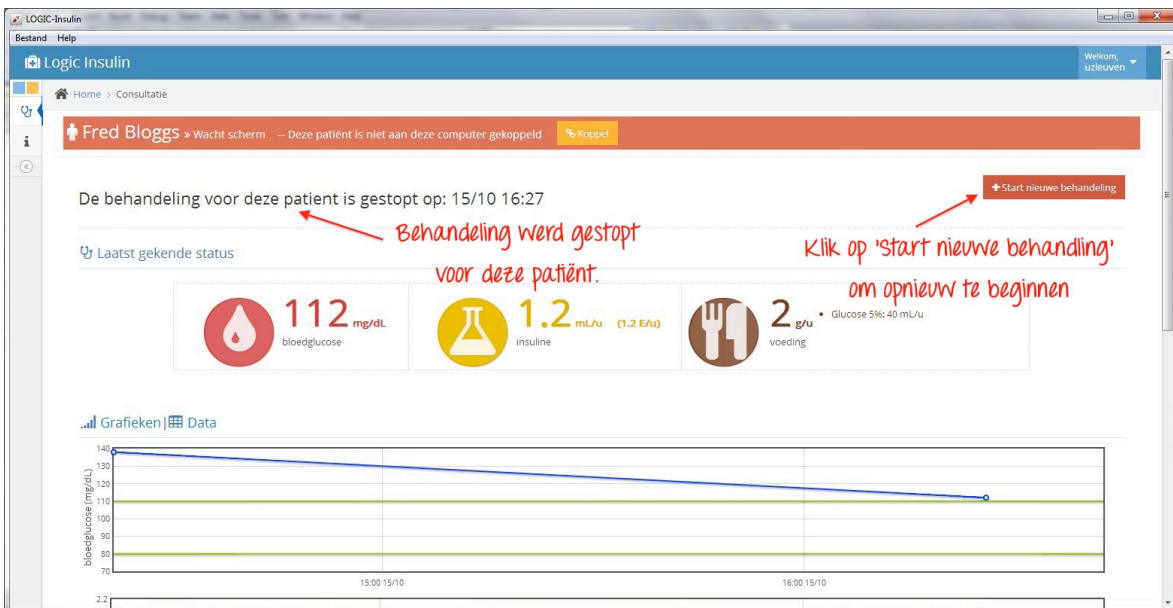 LOGIC-Insulin
Bestand Help
Logic Insulin
Welkom,
uzleuven
Home > Consultatie
Fred Bloggs » Wacht scherm -- Deze patiënt is niet aan deze computer gekoppeld Koppel
Start nieuwe behandeling
De behandeling voor deze patient is gestopt op: 15/10 16:27
Behandeling werd gestopt
voor deze patiënt.
Klik op 'Start nieuwe behandling'
om opnieuw te beginnen
Laatst gekende status
112 mg/dL
bloedglucose
1.2 mL/u (1.2 E/u)
insuline
2 g/u
voeding
• Glucose 5%: 40 mL/u
Grafieken | Data
bloedglucose (mg/dL)
140
130
120
110
100
90
80
70
15:00 15/10
16:00 15/10
2.2